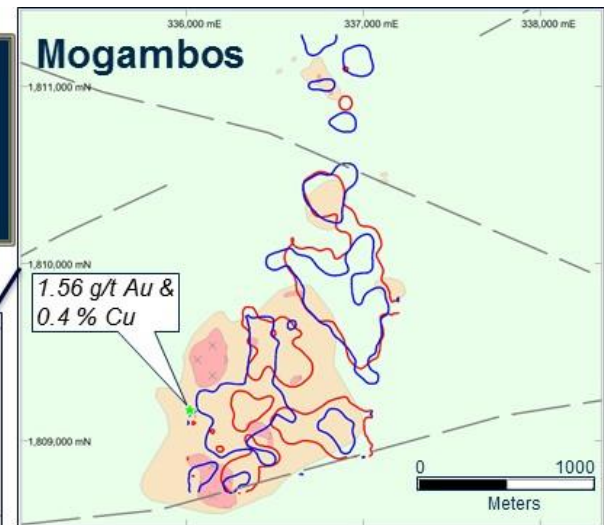 336,000 mE
337,000 mE
338,000 mE
Mogambos
1,811,000 mN
1,810,000 mN
1.56 g/t Au &
0.4 % Cu
1,809,000 mN
0
1000
Meters